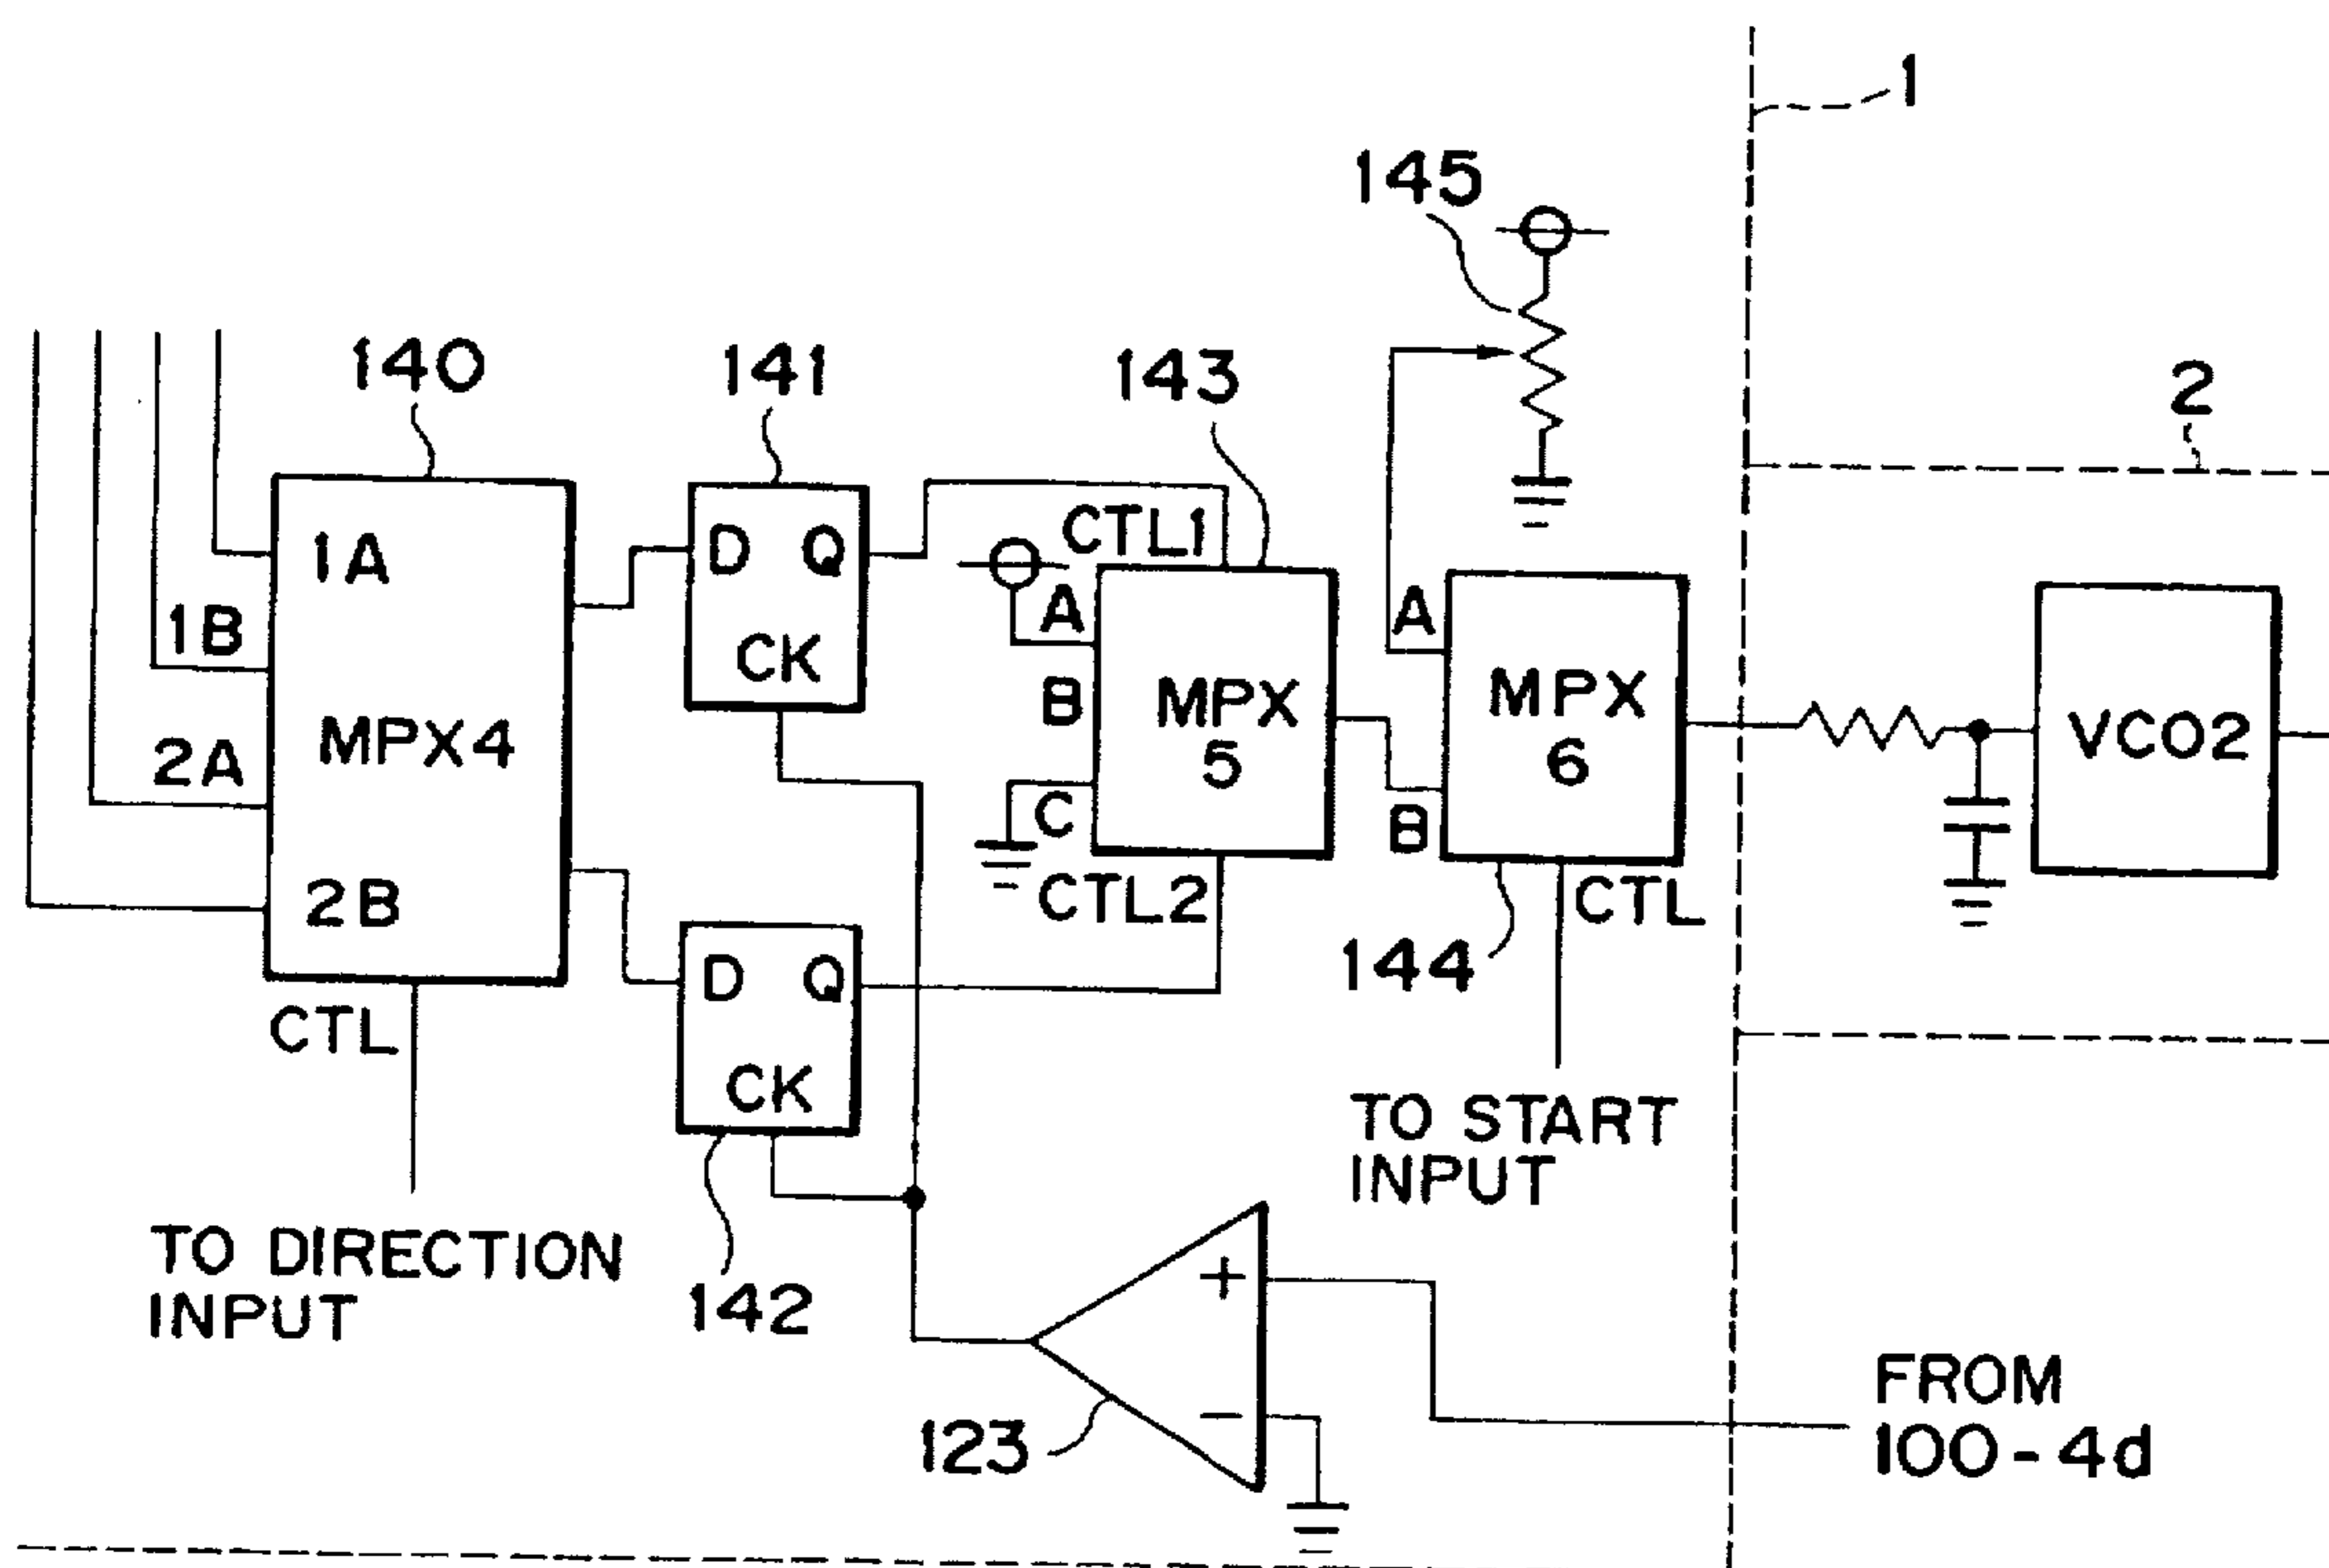 1
145
2
140
141
143
1A
1B
2A
MPX4
2B
CTL
D Q
CK
CTL1
A
B
C
MPX
5
CTL2
A
B
MPX
6
CTL
144
VCO2
D Q
CK
142
TO DIRECTION
INPUT
TO START
INPUT
+
−
123
FROM
100-4d